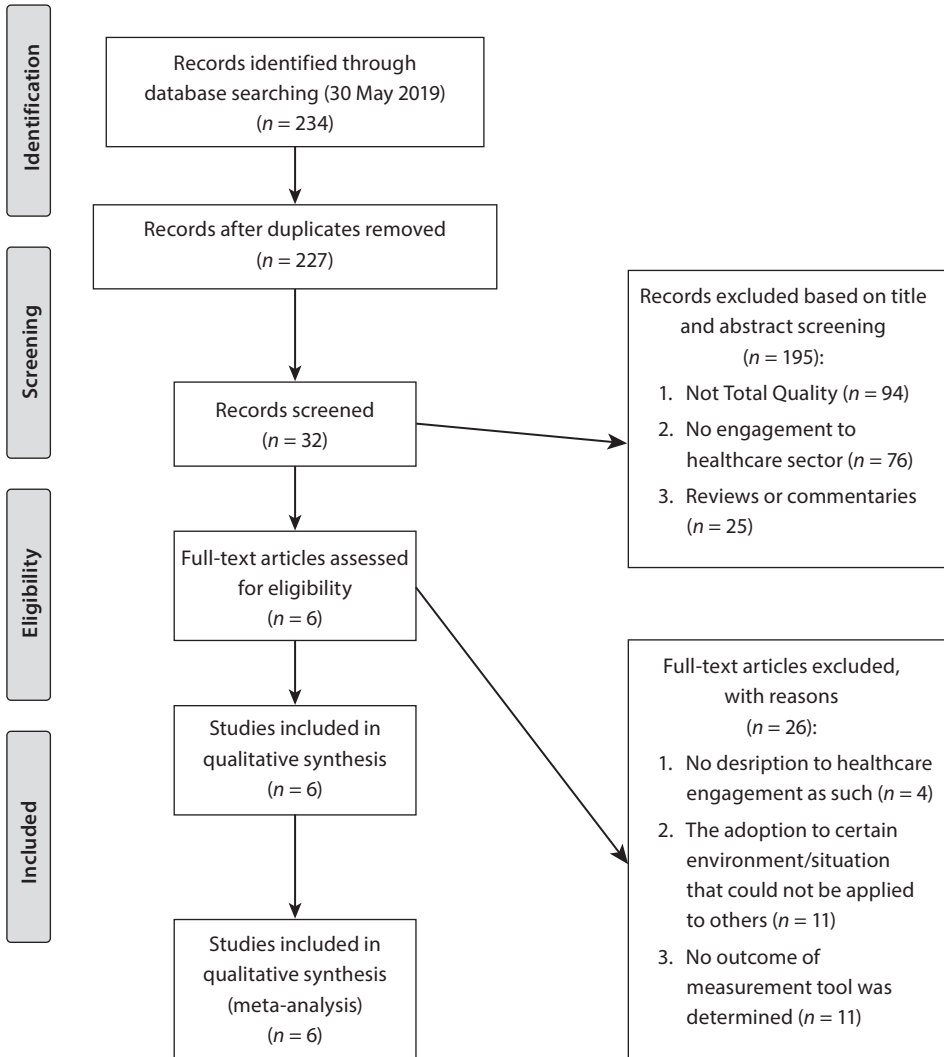 Identification
Records identified through
database searching (30 May 2019)
(n = 234)
Records after duplicates removed
(n = 227)
Screening
Records screened
(n = 32)
Records excluded based on title
and abstract screening
(n = 195):
1. Not Total Quality (n = 94)
2. No engagement to
healthcare sector (n = 76)
3. Reviews or commentaries
(n = 25)
Eligibility
Full-text articles assessed
for eligibility
(n = 6)
Full-text articles excluded,
with reasons
(n = 26):
1. No desription to healthcare
engagement as such (n = 4)
2. The adoption to certain
environment/situation
that could not be applied
to others (n = 11)
3. No outcome of
measurement tool was
determined (n = 11)
Included
Studies included in
qualitative synthesis
(n = 6)
Studies included in
qualitative synthesis
(meta-analysis)
(n = 6)